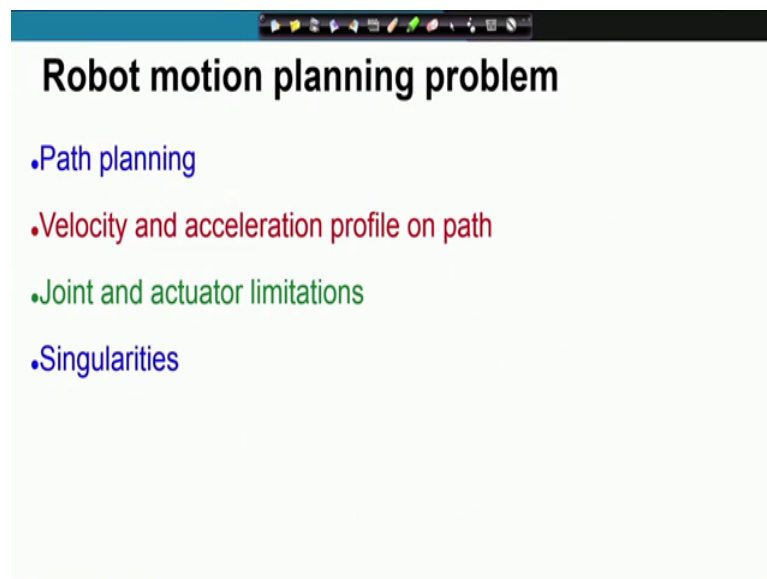 Robot motion planning problem
•Path planning
•Velocity and acceleration profile on path
•Joint and actuator limitations
•Singularities